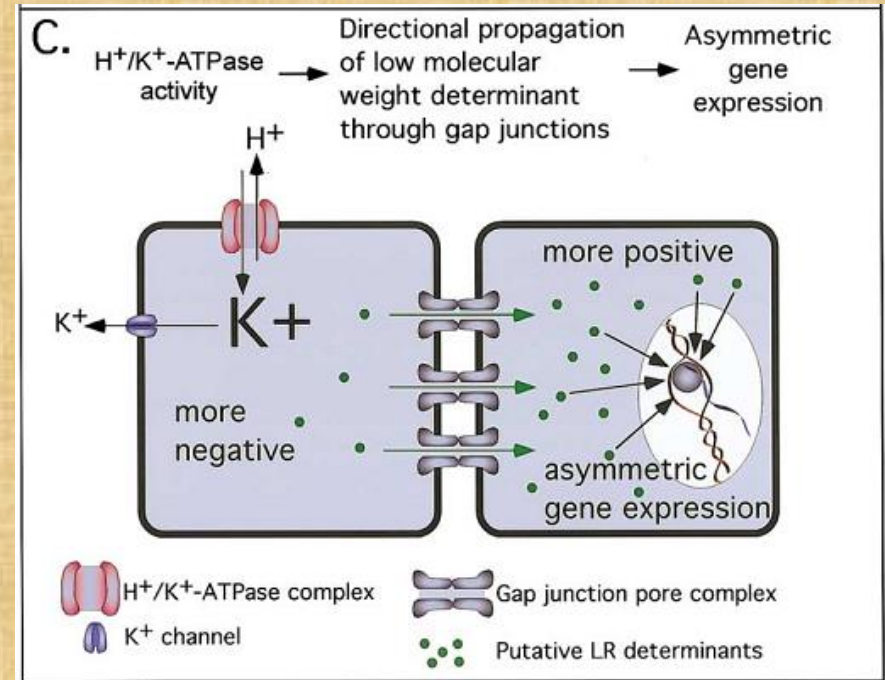 C.
H+/K+-ATPase
activity
Directional propagation
of low molecular
weight determinant
through gap junctions
Asymmetric
gene
expression
H+
K+
K+
more
negative
more positive
asymmetric
gene expression
H+/K+-ATPase complex
K+ channel
Gap junction pore complex
Putative LR determinants